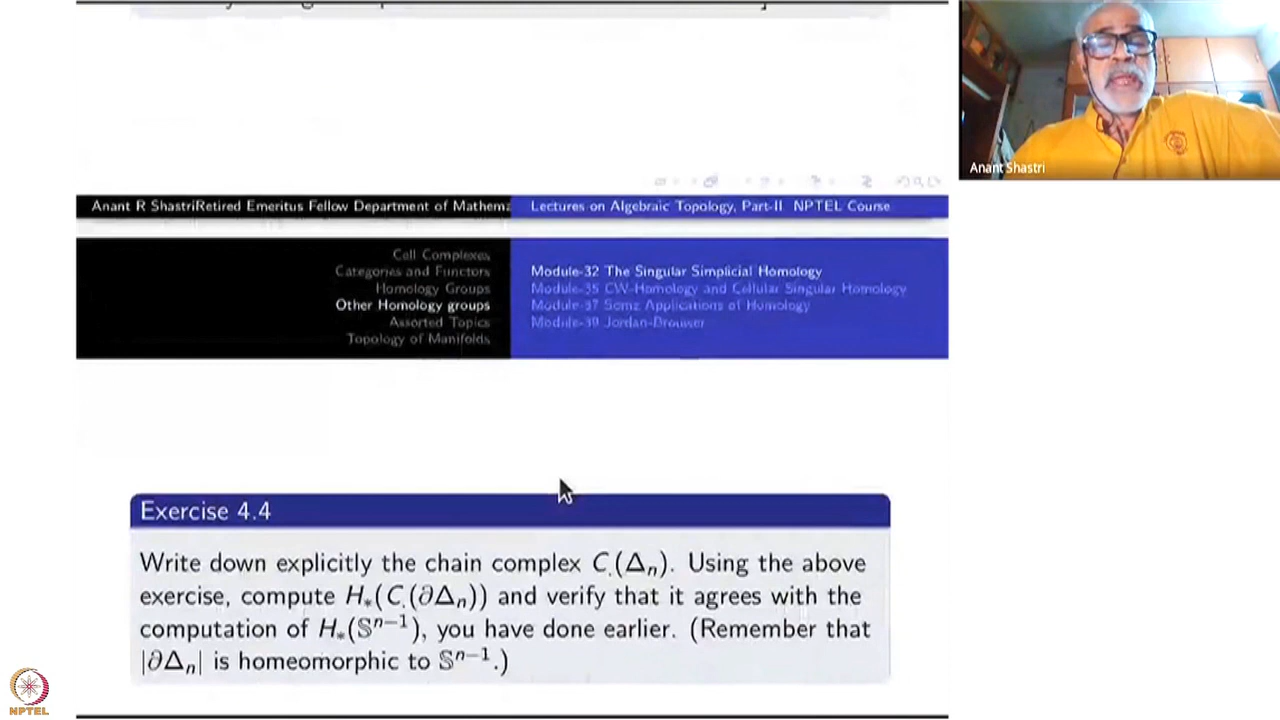 Anant Shastri
Anant R ShastriRetired Emeritus Fellow Department of Mathema
Lectures on Algebraic Topology, Part-II NPTEL Course
Cell Complexes
Categories and Functors
Homology Groups
Other Homology groups
Assorted Topics
Topology of Manifolds
Module-32 The Singular Simplicial Homology
Module-35 CW-Homology and Cellular Singular Homology
Module-37 Some Applications of Homology
Module-39 Jordan-Brouwer
Exercise 4.4
Write down explicitly the chain complex C.(Δₙ). Using the above
exercise, compute H∗(C.(∂Δₙ)) and verify that it agrees with the
computation of H∗(𝕊ⁿ⁻¹), you have done earlier. (Remember that
|∂Δₙ| is homeomorphic to 𝕊ⁿ⁻¹.)
NPTEL